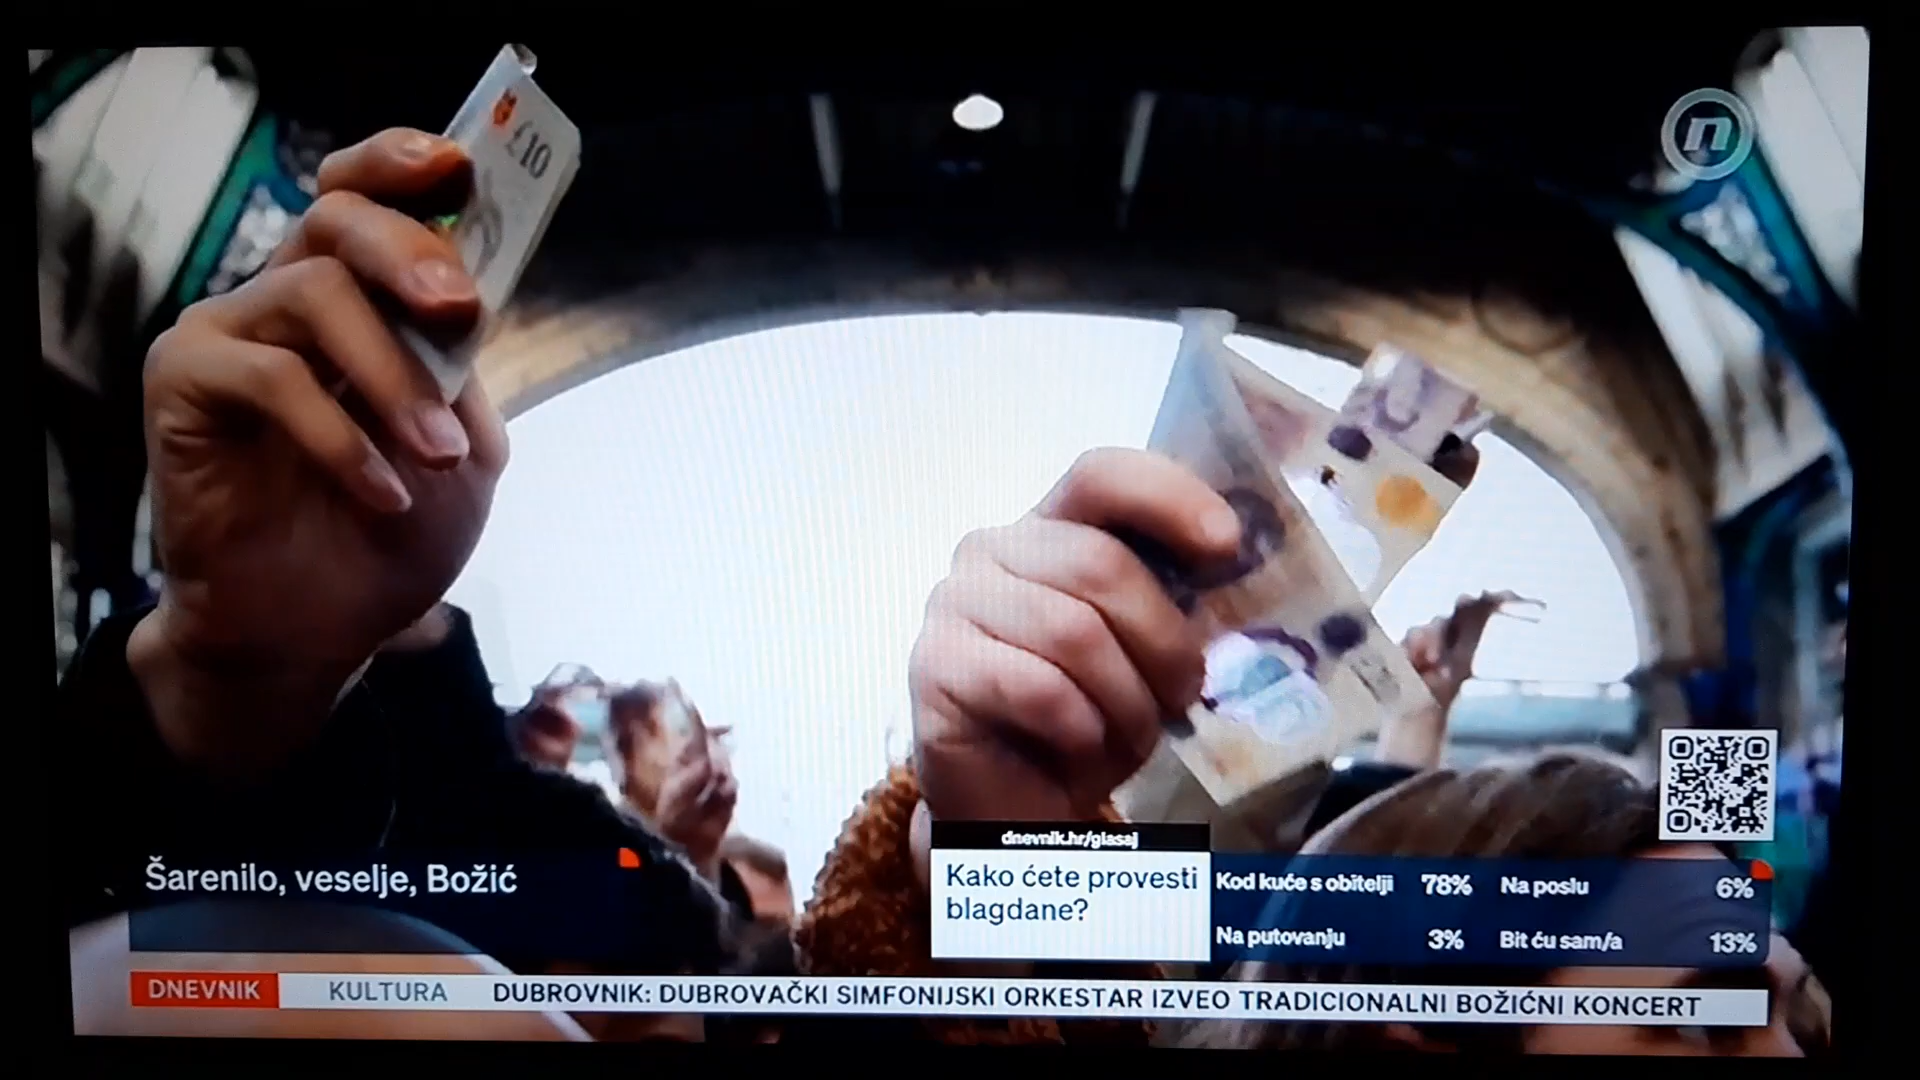 £10
n
Šarenilo, veselje, Božić
dnevnik.hr/glasaj
Kako ćete provesti
blagdane?
Kod kuće s obitelji 78% Na poslu 6%
Na putovanju 3% Bit ću sam/a 13%
DNEVNIK KULTURA DUBROVNIK: DUBROVAČKI SIMFONIJSKI ORKESTAR IZVEO TRADICIONALNI BOŽIĆNI KONCERT